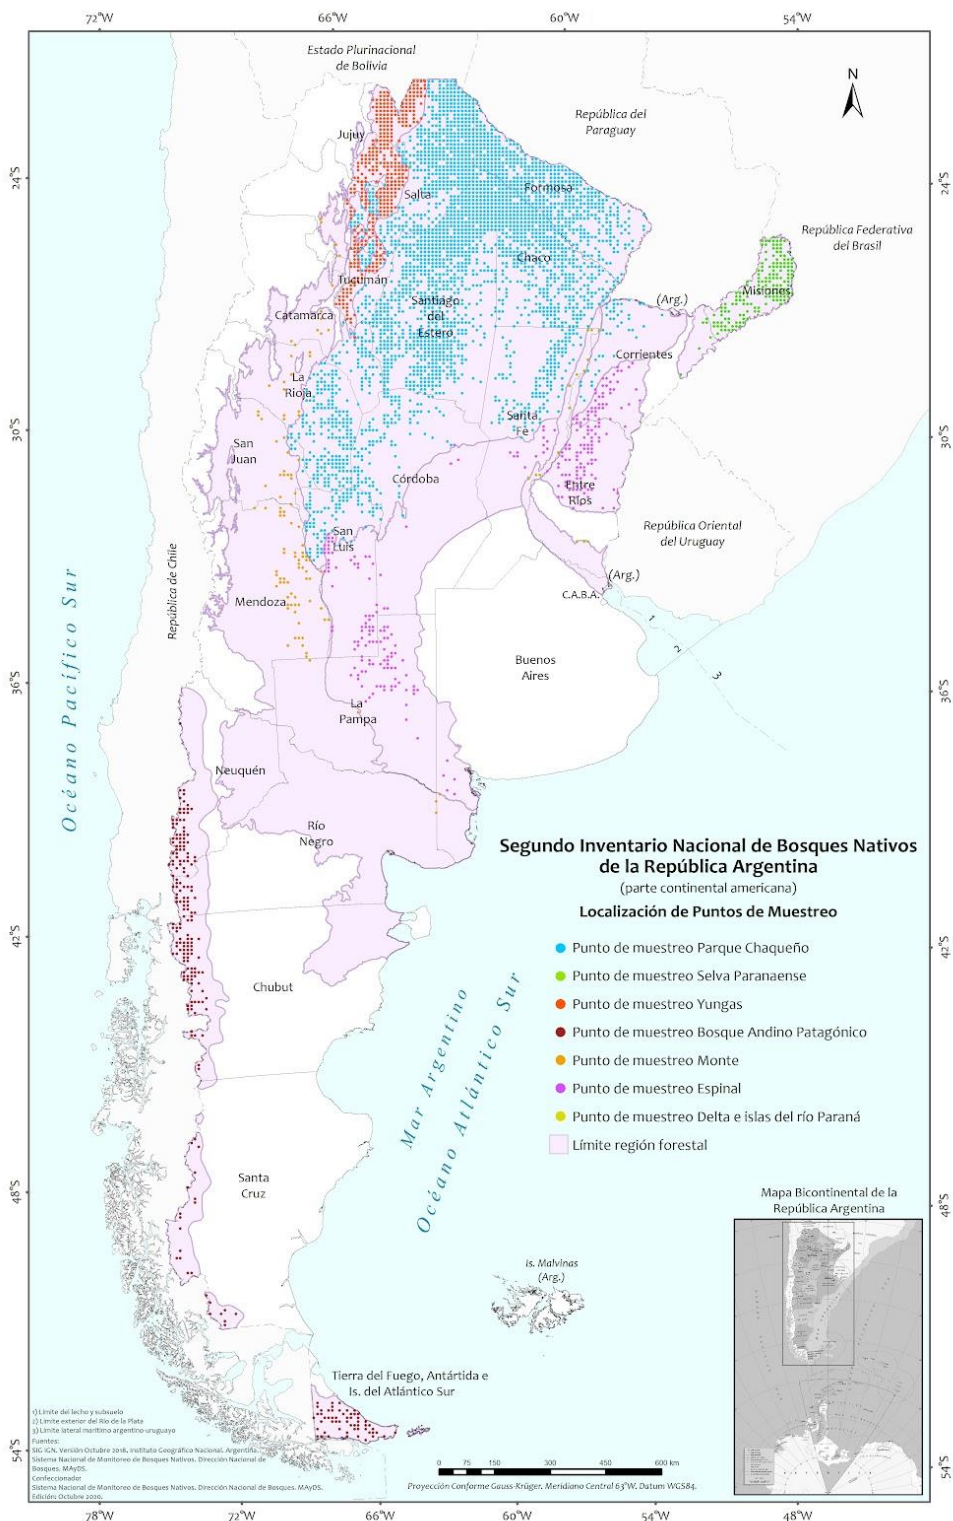 72°W
66°W
60°W
54°W
Estado Plurinacional
de Bolivia
N
República del
Paraguay
Jujuy
24°S
24°S
Formosa
Salta
República Federativa
del Brasil
Chaco
Tucumán
Misiones
Santiago
del
Estero
(Arg.)
Catamarca
Corrientes
La
Rioja
Santa
Fe
30°S
30°S
San
Juan
Córdoba
Entre
Ríos
República Oriental
del Uruguay
San
Luis
República de Chile
(Arg.)
C.A.B.A.
Mendoza
1
2
3
Océano Pacífico Sur
Buenos
Aires
36°S
36°S
La
Pampa
Neuquén
Río
Negro
Segundo Inventario Nacional de Bosques Nativos
de la República Argentina
(parte continental americana)
Localización de Puntos de Muestreo
42°S
42°S
Punto de muestreo Parque Chaqueño
Punto de muestreo Selva Paranaense
Punto de muestreo Yungas
Punto de muestreo Bosque Andino Patagónico
Punto de muestreo Monte
Punto de muestreo Espinal
Punto de muestreo Delta e islas del río Paraná
Límite región forestal
Chubut
Mar Argentino
Océano Atlántico Sur
Santa
Cruz
48°S
48°S
Mapa Bicontinental de la
República Argentina
Is. Malvinas
(Arg.)
Tierra del Fuego, Antártida e
Is. del Atlántico Sur
1) Límite del lecho y subsuelo
2) Límite exterior del Río de la Plata
3) Límite lateral marítimo argentino-uruguayo
Fuentes:
SIG-IGN. Versión Octubre 2018. Instituto Geográfico Nacional. Argentina.
Sistema Nacional de Monitoreo de Bosques Nativos. Dirección Nacional de
Bosques. MAyDS.
Confeccionador:
Sistema Nacional de Monitoreo de Bosques Nativos. Dirección Nacional de Bosques. MAyDS.
Edición: Octubre 2020.
54°S
54°S
0 75 150 300 450 600 km
Proyección Conforme Gauss-Krüger. Meridiano Central 63°W. Datum WGS84.
78°W
72°W
66°W
60°W
54°W
48°W